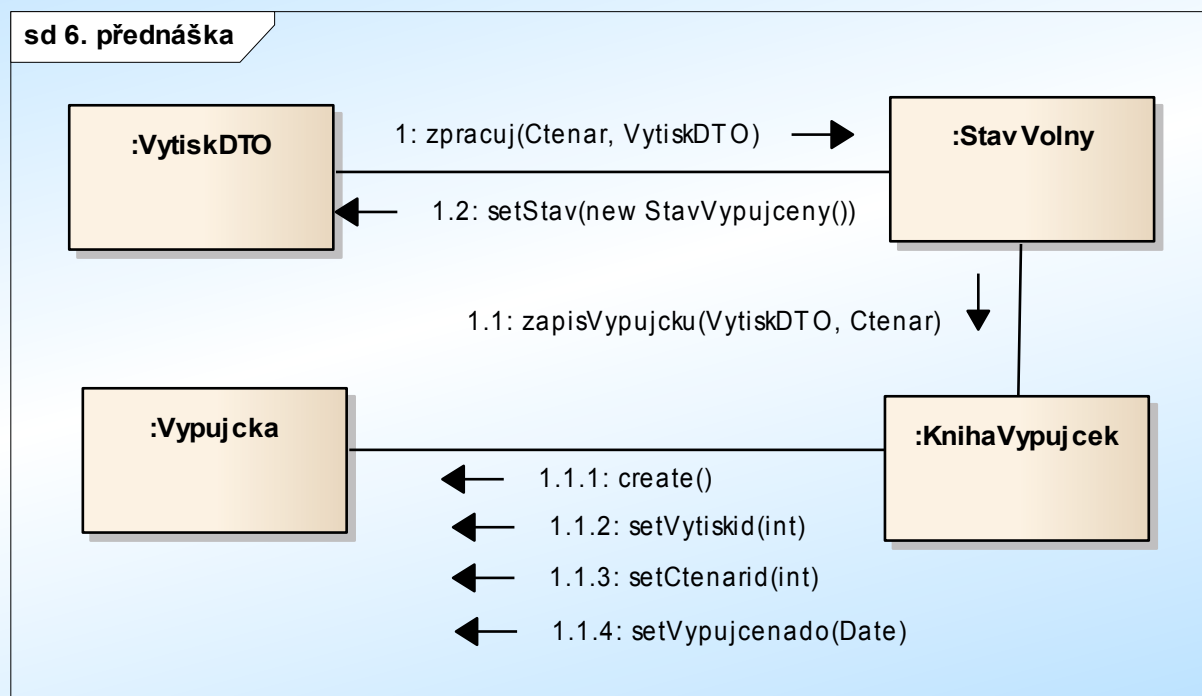 sd 6. přednáška
:VytiskDTO
1: zpracuj(Ctenar, VytiskDTO)
:StavVolny
1.2: setStav(new StavVypujceny())
1.1: zapisVypujcku(VytiskDTO, Ctenar)
:Vypujcka
:KnihaVypujcek
1.1.1: create()
1.1.2: setVytiskid(int)
1.1.3: setCtenarid(int)
1.1.4: setVypujcenado(Date)